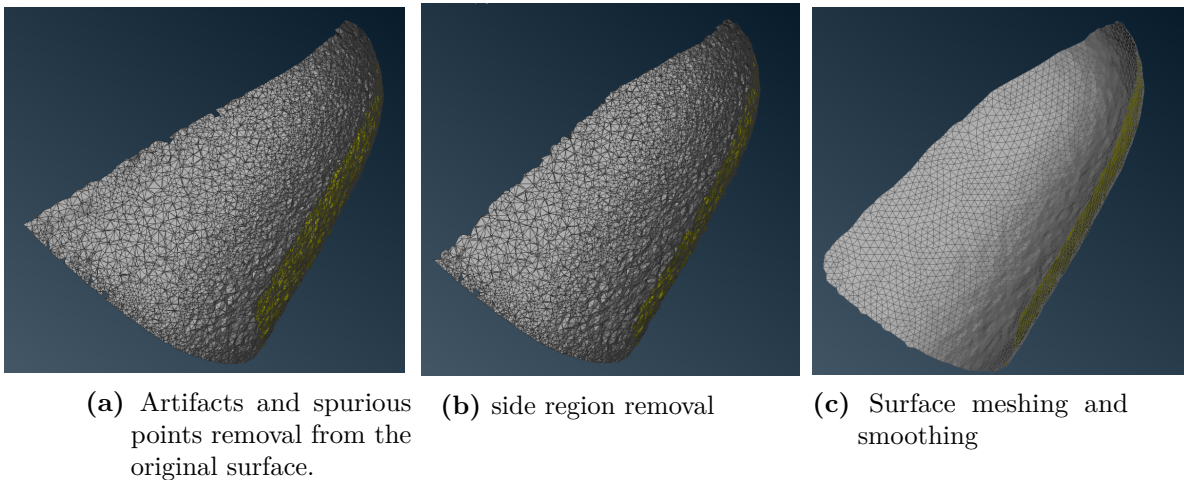 (a) Artifacts and spurious
points removal from the
original surface.
(b) side region removal
(c) Surface meshing and
smoothing